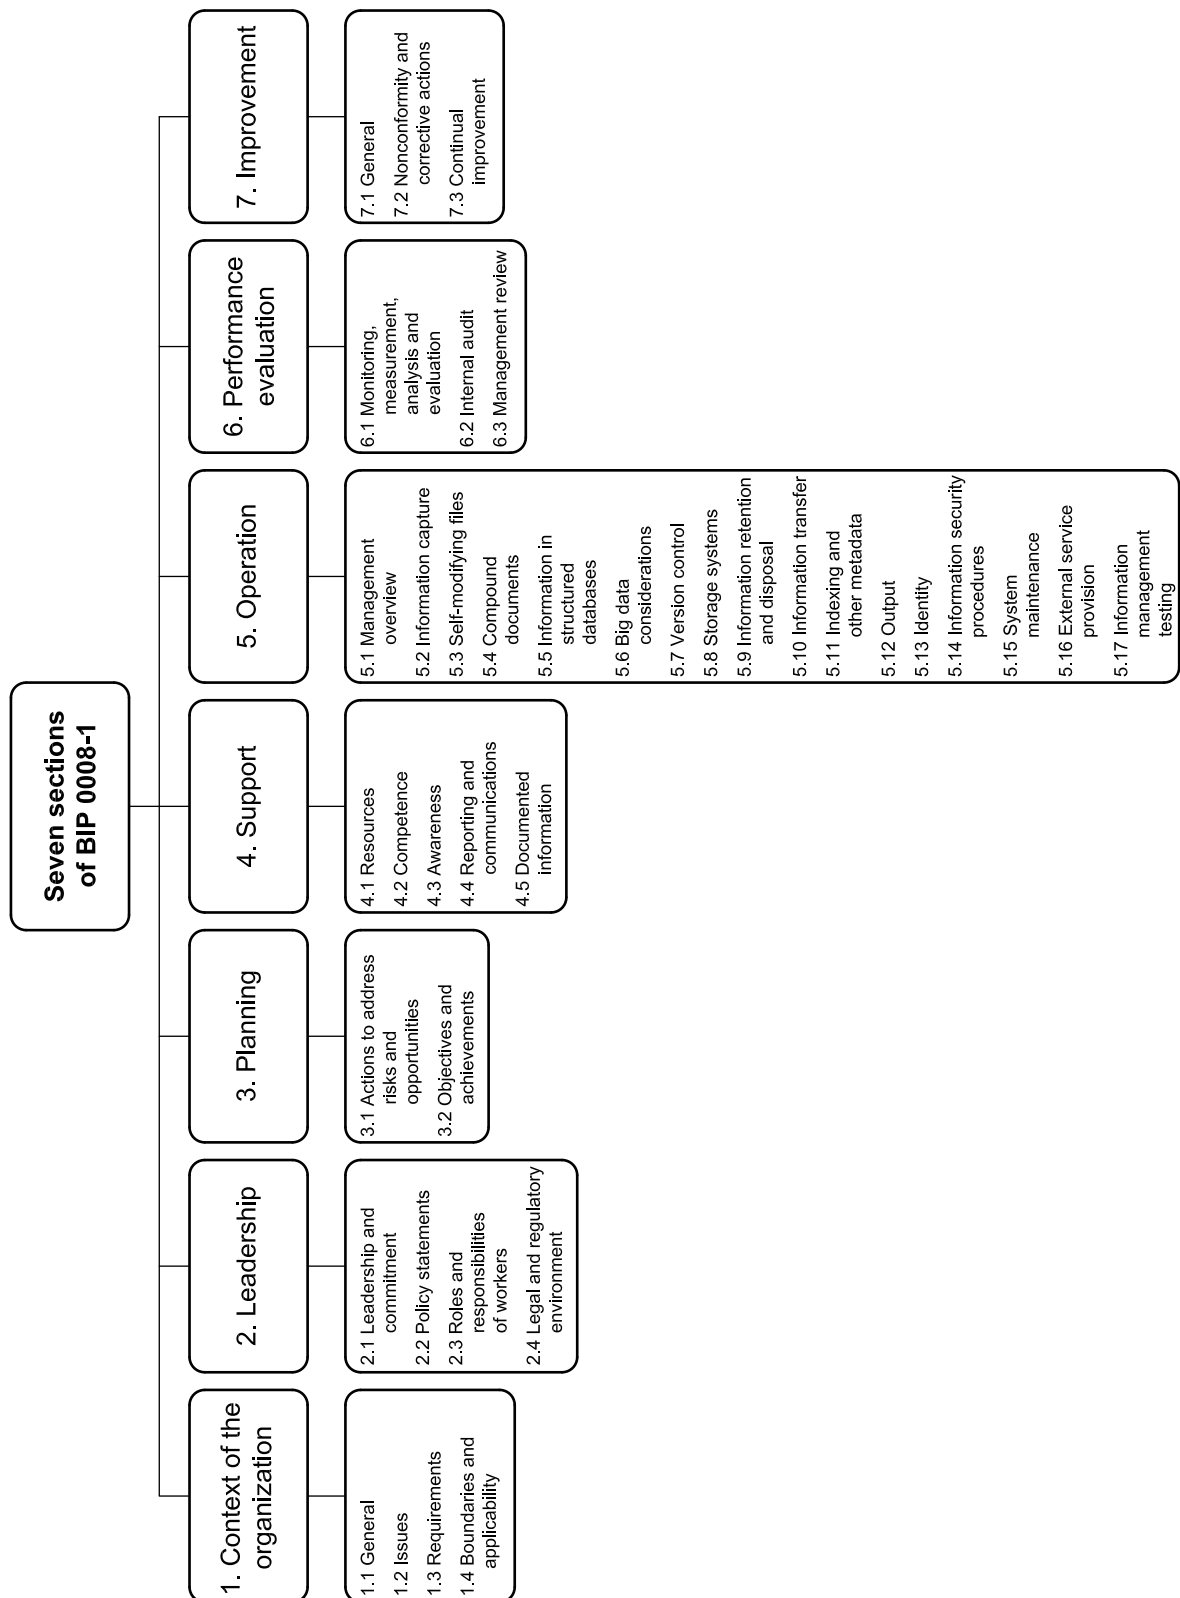 Seven sections
of BIP 0008-1
1. Context of the
organization
1.1 General
1.2 Issues
1.3 Requirements
1.4 Boundaries and
applicability
2. Leadership
2.1 Leadership and
commitment
2.2 Policy statements
2.3 Roles and
responsibilities
of workers
2.4 Legal and regulatory
environment
3. Planning
3.1 Actions to address
risks and
opportunities
3.2 Objectives and
achievements
4. Support
4.1 Resources
4.2 Competence
4.3 Awareness
4.4 Reporting and
communications
4.5 Documented
information
5. Operation
5.1 Management
overview
5.2 Information capture
5.3 Self-modifying files
5.4 Compound
documents
5.5 Information in
structured
databases
5.6 Big data
considerations
5.7 Version control
5.8 Storage systems
5.9 Information retention
and disposal
5.10 Information transfer
5.11 Indexing and
other metadata
5.12 Output
5.13 Identity
5.14 Information security
procedures
5.15 System
maintenance
5.16 External service
provision
5.17 Information
management
testing
6. Performance
evaluation
6.1 Monitoring,
measurement,
analysis and
evaluation
6.2 Internal audit
6.3 Management review
7. Improvement
7.1 General
7.2 Nonconformity and
corrective actions
7.3 Continual
improvement